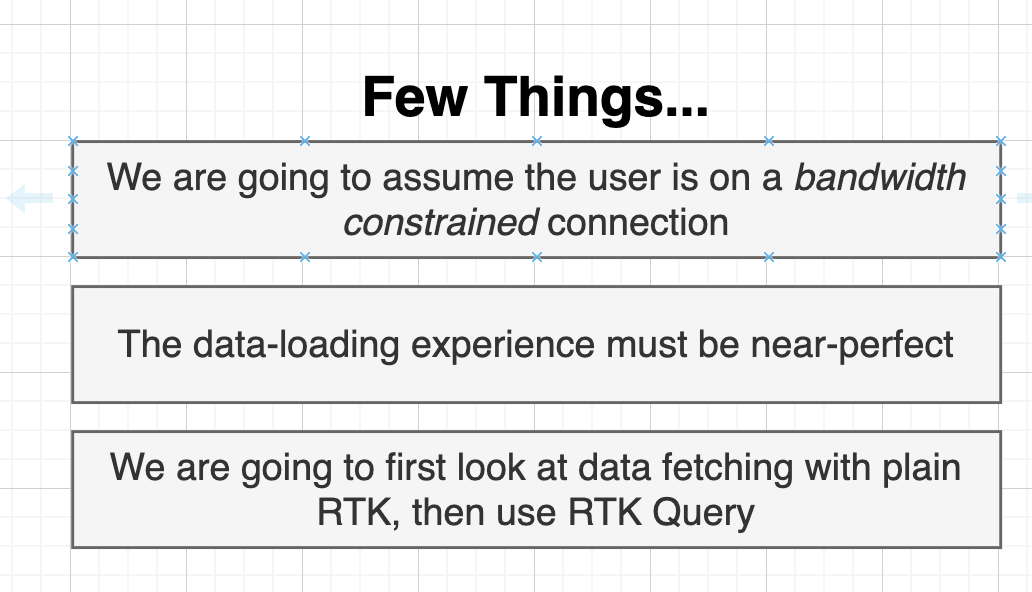 Few Things...
We are going to assume the user is on a bandwidth
constrained connection
The data-loading experience must be near-perfect
We are going to first look at data fetching with plain
RTK, then use RTK Query